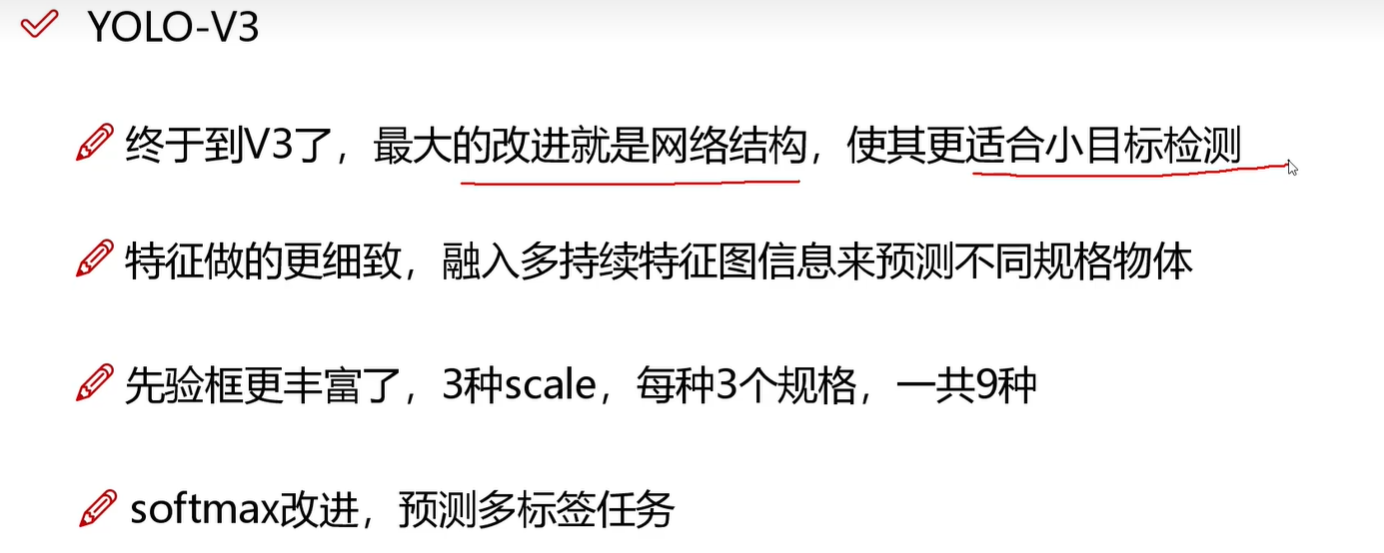 YOLO-V3
终于到V3了，最大的改进就是网络结构，使其更适合小目标检测
特征做的更细致，融入多持续特征图信息来预测不同规格物体
先验框更丰富了，3种scale，每种3个规格，一共9种
softmax改进，预测多标签任务